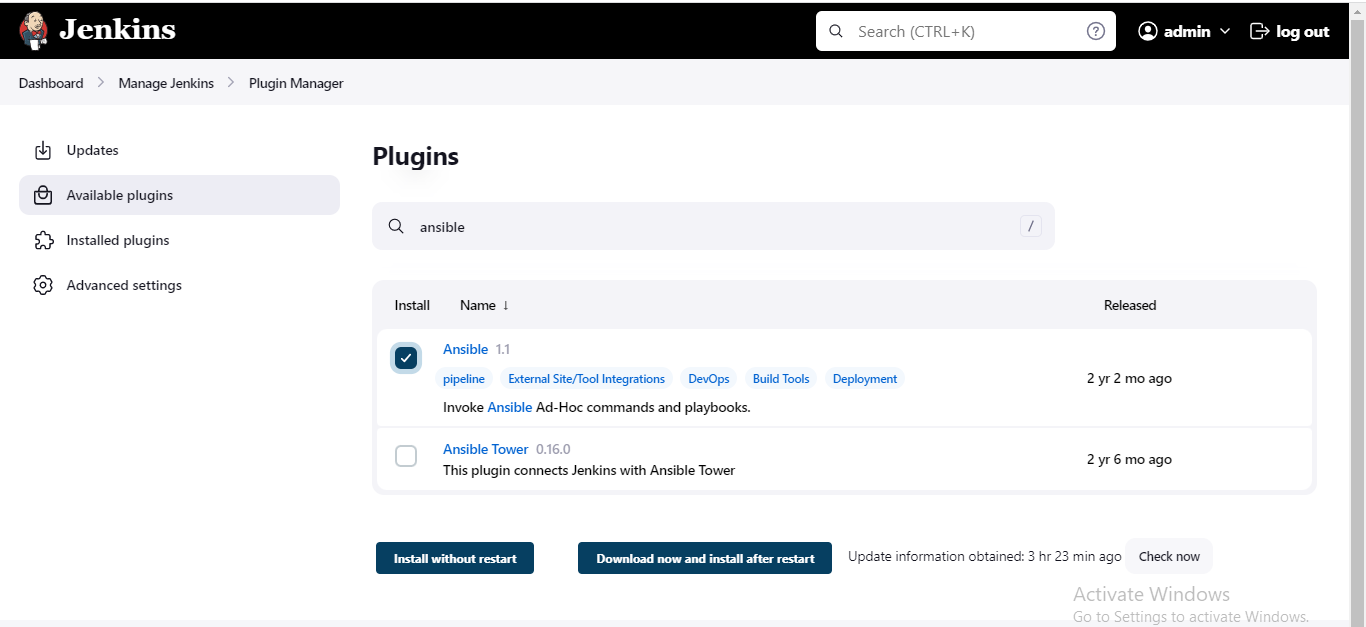 Jenkins
Search (CTRL+K)
?
admin
log out
Dashboard
Manage Jenkins
Plugin Manager
Updates
Available plugins
Installed plugins
Advanced settings
Plugins
ansible
/
Install Name ↓ Released
Ansible 1.1
pipeline External Site/Tool Integrations DevOps Build Tools Deployment
2 yr 2 mo ago
Invoke Ansible Ad-Hoc commands and playbooks.
Ansible Tower 0.16.0
This plugin connects Jenkins with Ansible Tower
2 yr 6 mo ago
Install without restart
Download now and install after restart
Update information obtained: 3 hr 23 min ago
Check now
Activate Windows
Go to Settings to activate Windows.